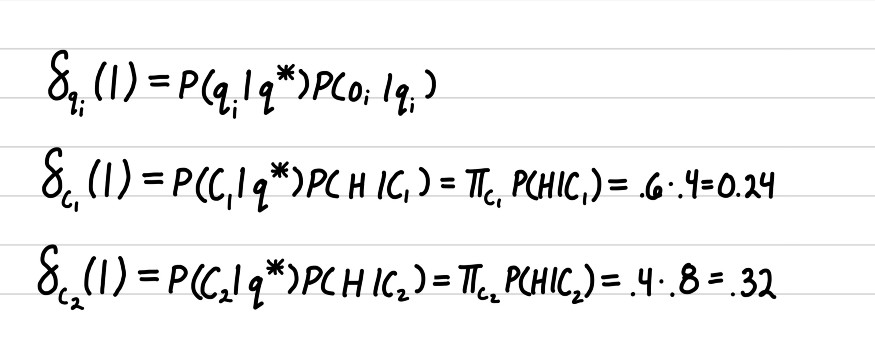 δ_{q_i}(1) = P(q_i | q*)P(o_i | q_i)
δ_{C_1}(1) = P(C_1 | q*)P(H | C_1) = π_{C_1} P(H|C_1) = .6 · .4 = 0.24
δ_{C_2}(1) = P(C_2 | q*)P(H | C_2) = π_{C_2} P(H|C_2) = .4 · .8 = .32